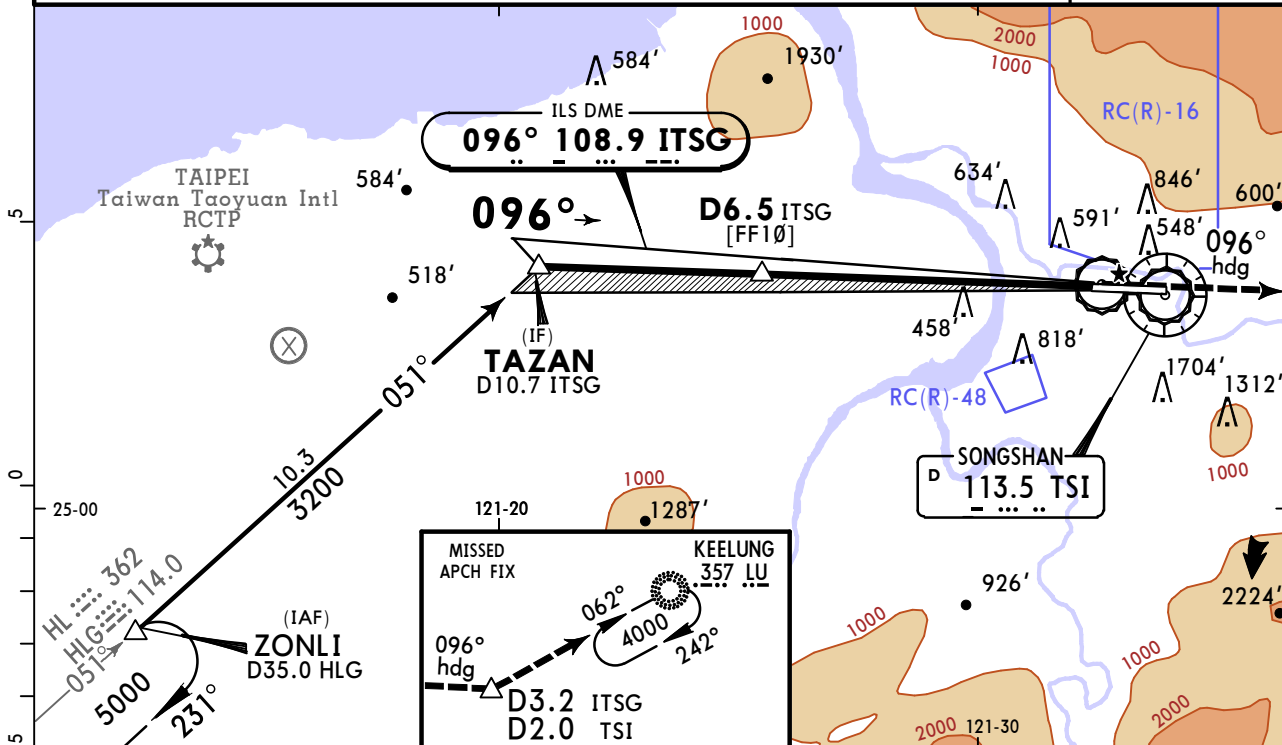 1000
2000
1000
1930'
584'
ILS DME
096° 108.9 ITSG
RC(R)-16
TAIPEI
Taiwan Taoyuan Intl
RCTP
584'
634'
846'
600'
096°
D6.5 ITSG
[FF10]
591'
548'
096°
hdg
5
518'
458'
818'
(IF)
TAZAN
D10.7 ITSG
051°
1704'
1312'
RC(R)-48
SONGSHAN
D 113.5 TSI
1000
10.3
3200
0
25-00
121-20
1000
1287'
MISSED
APCH FIX
KEELUNG
357 LU
062°
4000
242°
096°
hdg
D3.2 ITSG
D2.0 TSI
HL 362
HLG 114.0
051°
(IAF)
ZONLI
D35.0 HLG
5000
231°
926'
2224'
1000
1000
2000
2000
121-30
5